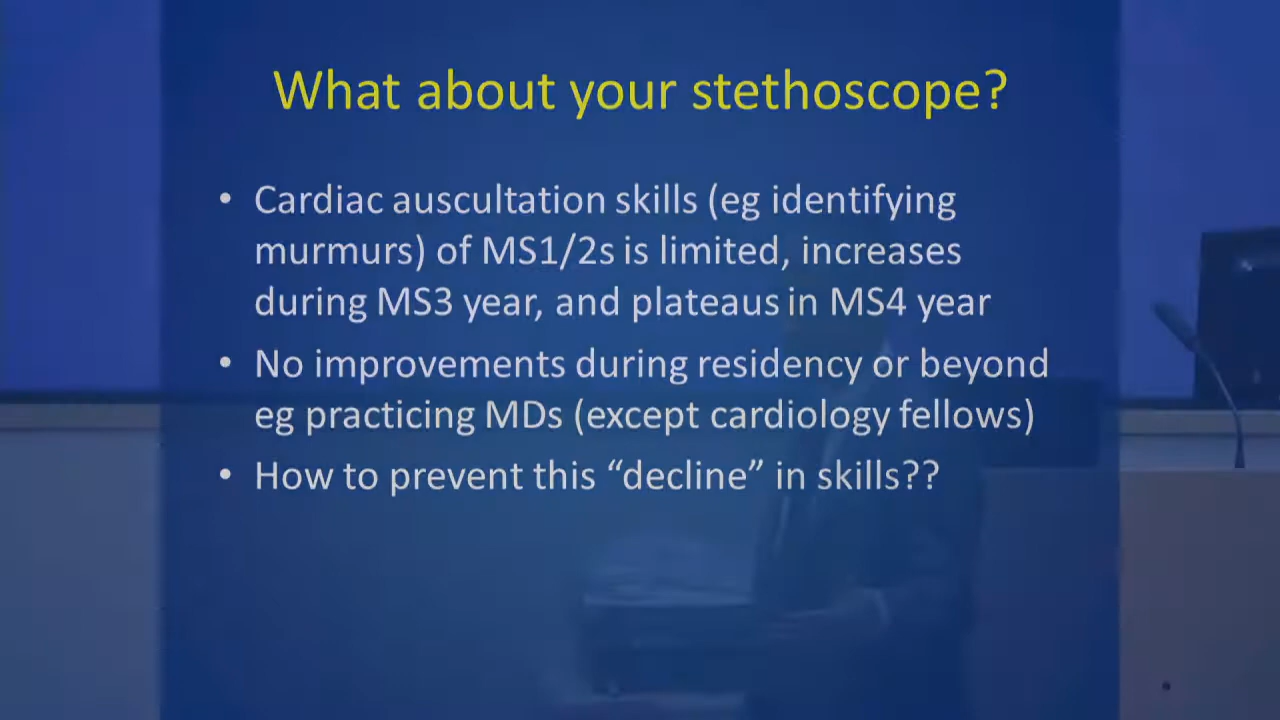 What about your stethoscope?
• Cardiac auscultation skills (eg identifying
murmurs) of MS1/2s is limited, increases
during MS3 year, and plateaus in MS4 year
• No improvements during residency or beyond
eg practicing MDs (except cardiology fellows)
• How to prevent this “decline” in skills??